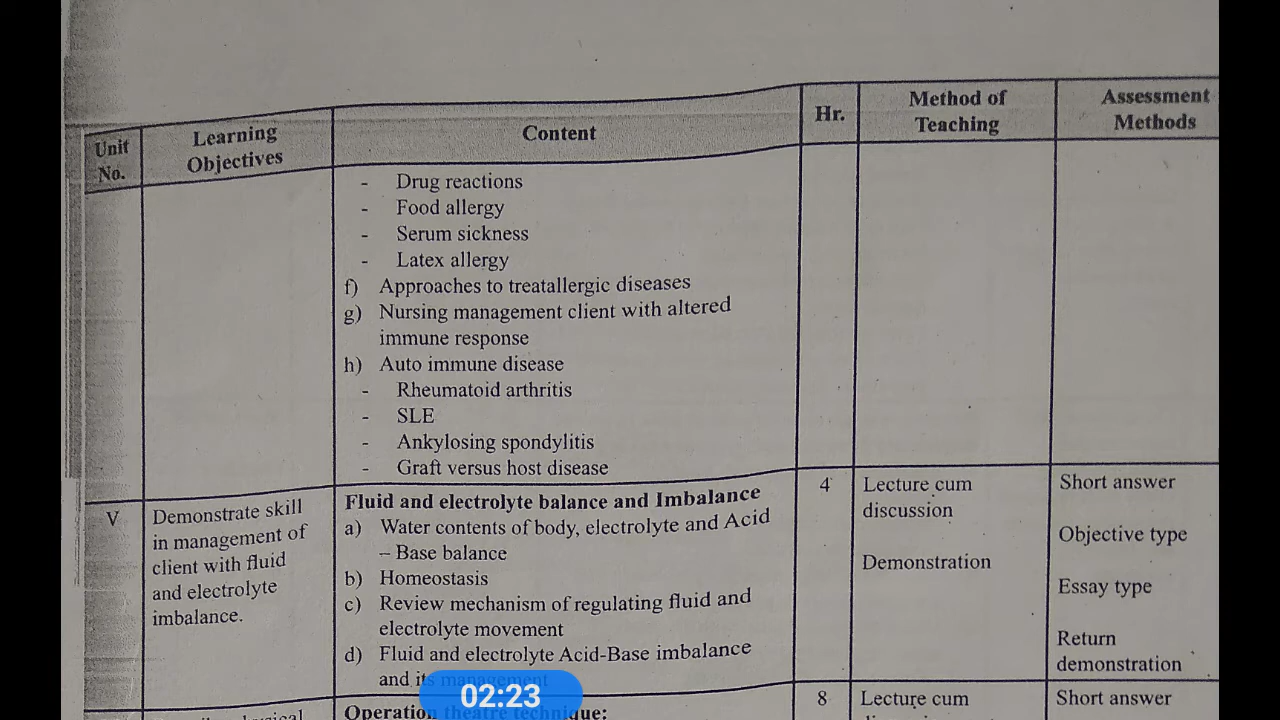 Unit No.
Learning Objectives
Content
Hr.
Method of Teaching
Assessment Methods
- Drug reactions
- Food allergy
- Serum sickness
- Latex allergy
f) Approaches to treatallergic diseases
g) Nursing management client with altered
immune response
h) Auto immune disease
- Rheumatoid arthritis
- SLE
- Ankylosing spondylitis
- Graft versus host disease
V
Demonstrate skill
in management of
client with fluid
and electrolyte
imbalance.
Fluid and electrolyte balance and Imbalance
a) Water contents of body, electrolyte and Acid
– Base balance
b) Homeostasis
c) Review mechanism of regulating fluid and
electrolyte movement
d) Fluid and electrolyte Acid-Base imbalance
and its management
4
Lecture cum
discussion
Demonstration
Short answer
Objective type
Essay type
Return
demonstration
physical
Operation theatre technique:
8
Lecture cum
Short answer
02:23